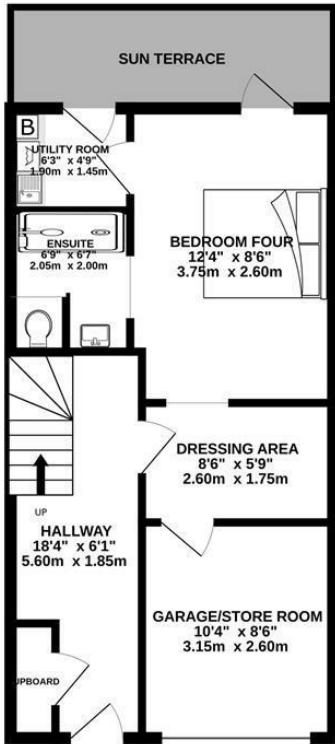 SUN TERRACE
B
UTILITY ROOM
6'3" x 4'9"
1.90m x 1.45m
ENSUITE
6'9" x 6'7"
2.05m x 2.00m
BEDROOM FOUR
12'4" x 8'6"
3.75m x 2.60m
DRESSING AREA
8'6" x 5'9"
2.60m x 1.75m
UP
HALLWAY
18'4" x 6'1"
5.60m x 1.85m
GARAGE/STORE ROOM
10'4" x 8'6"
3.15m x 2.60m
UPBOARD